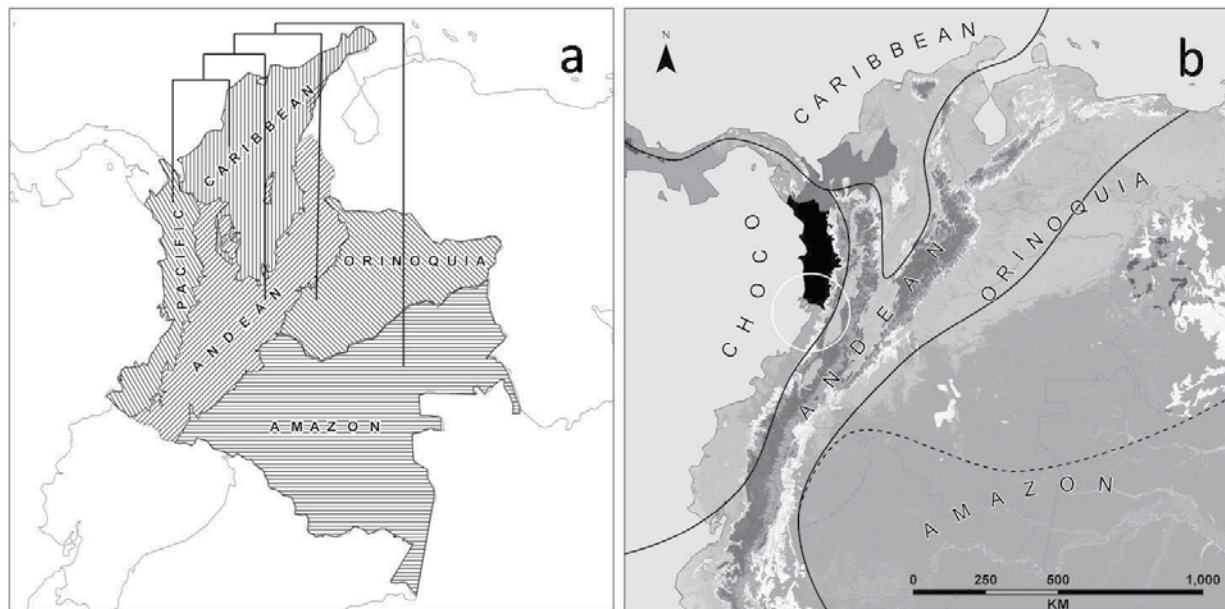 a
CARIBBEAN
PACIFIC
ORINOQUIA
ANDEAN
AMAZON
b
N
CARIBBEAN
CHOCO
ORINOQUIA
ANDEAN
AMAZON
0 250 500 1,000
KM